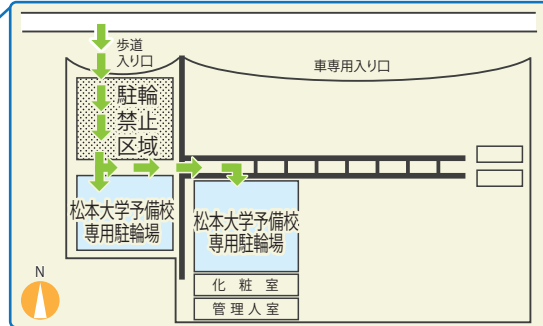 歩道
入り口
車専用入り口
駐輪
禁止
区域
松本大学予備校
専用駐輪場
松本大学予備校
専用駐輪場
化粧室
管理人室
N